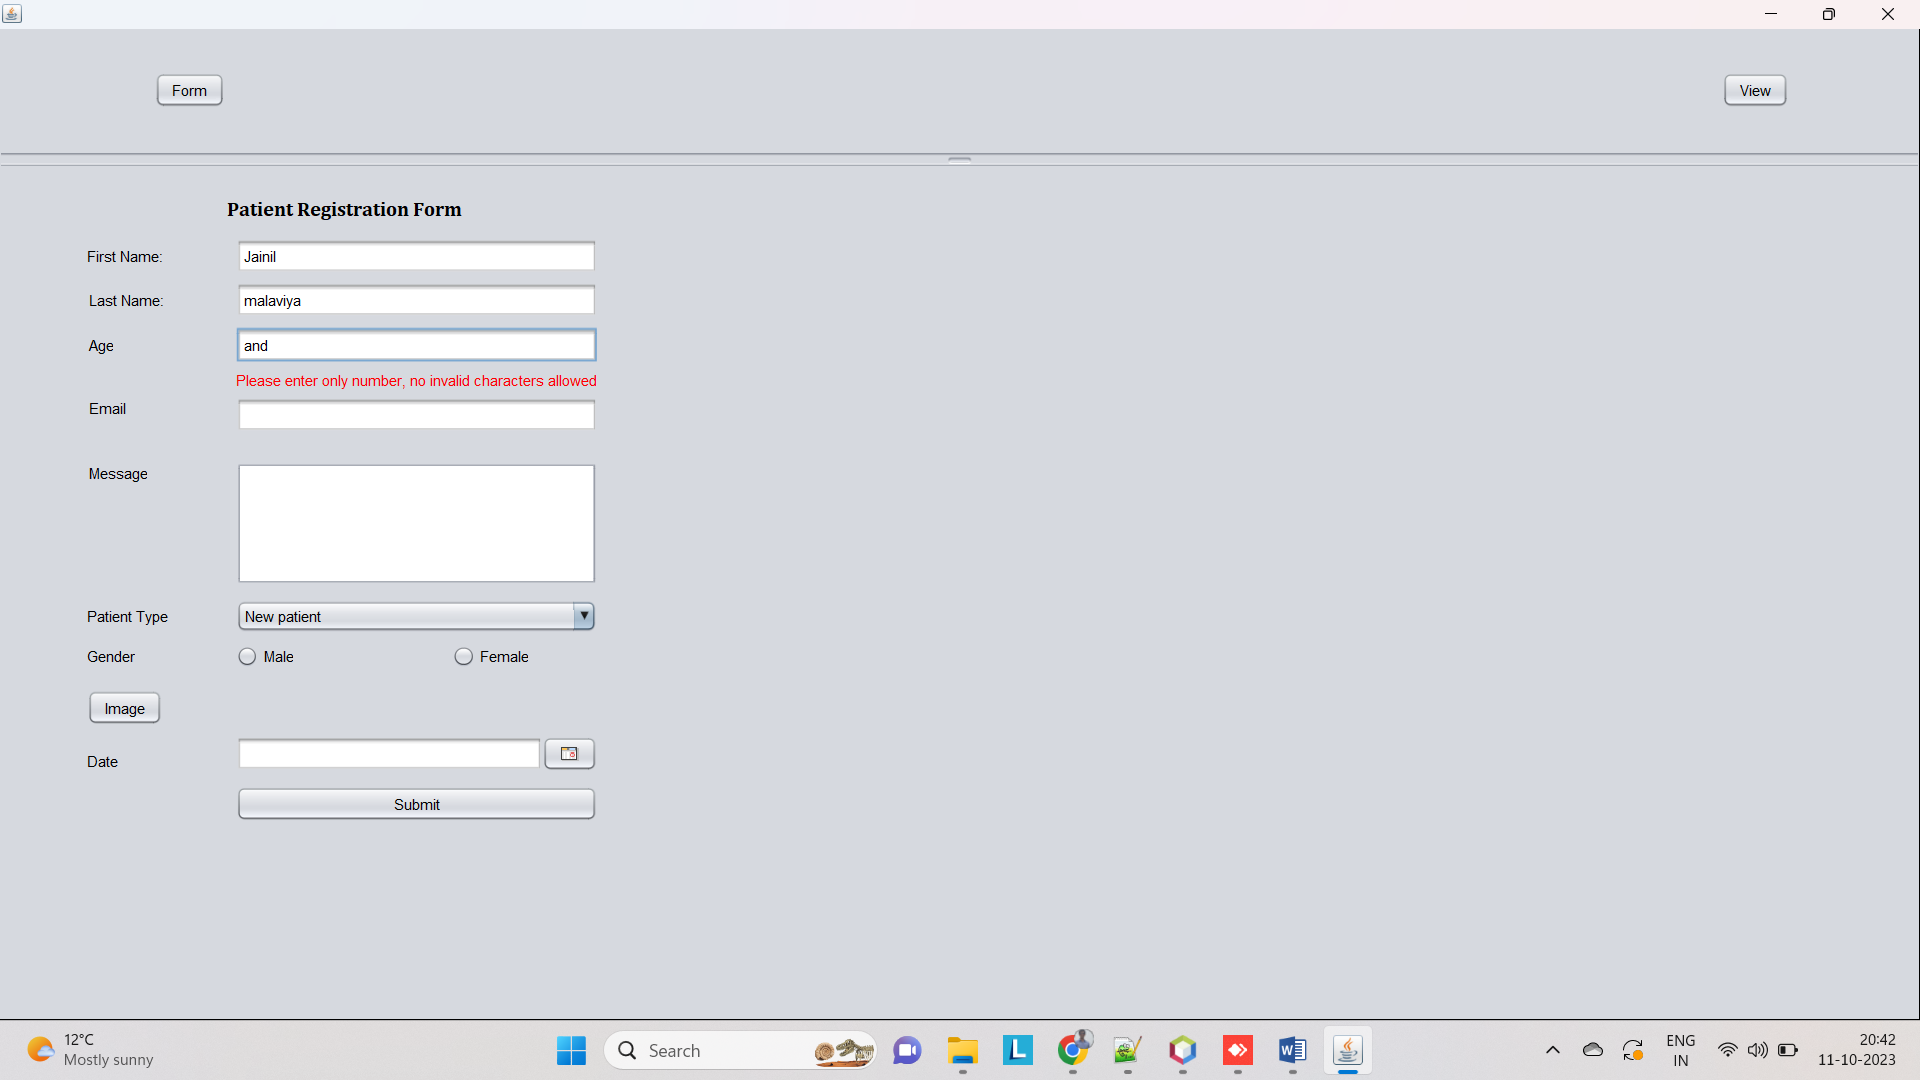 Form
View
Patient Registration Form
First Name:
Jainil
Last Name:
malaviya
Age
and
Please enter only number, no invalid characters allowed
Email
Message
Patient Type
New patient
Gender
Male
Female
Image
Date
Submit
12°C
Mostly sunny
Search
L
W
ENG
IN
20:42
11-10-2023